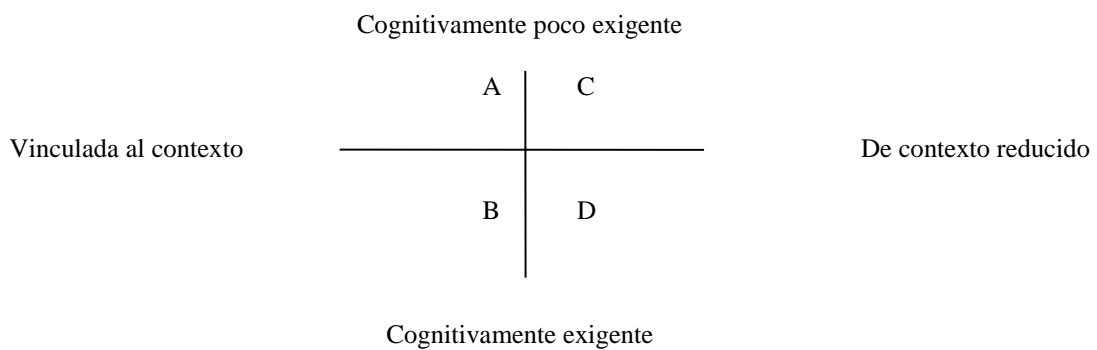 Cognitivamente poco exigente
A C
Vinculada al contexto De contexto reducido
B D
Cognitivamente exigente